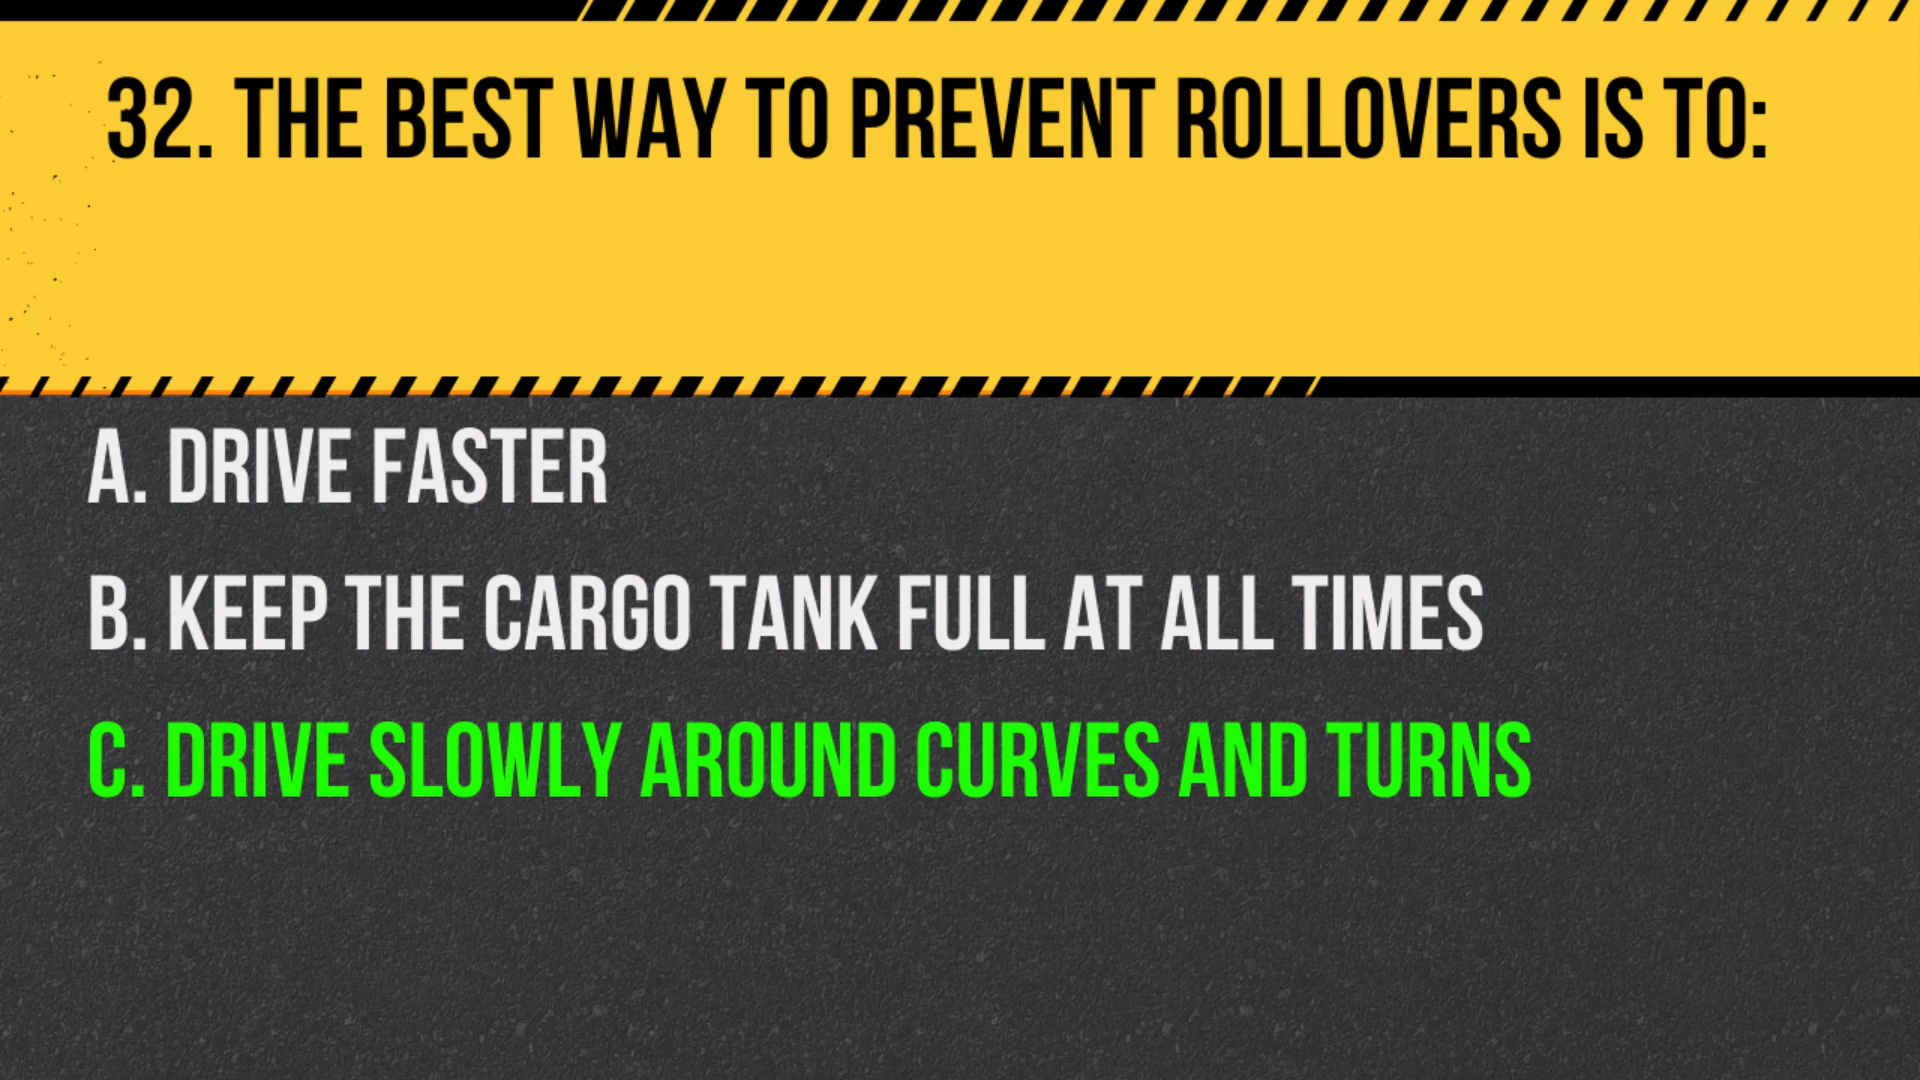 32. THE BEST WAY TO PREVENT ROLLOVERS IS TO:
A. DRIVE FASTER
B. KEEP THE CARGO TANK FULL AT ALL TIMES
C. DRIVE SLOWLY AROUND CURVES AND TURNS